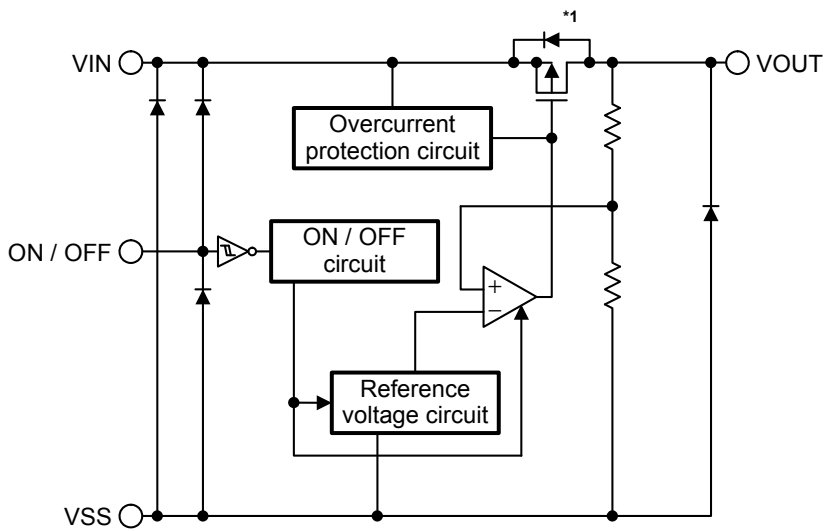 *1
VIN
VOUT
Overcurrent
protection circuit
ON / OFF
ON / OFF
circuit
+
−
Reference
voltage circuit
VSS